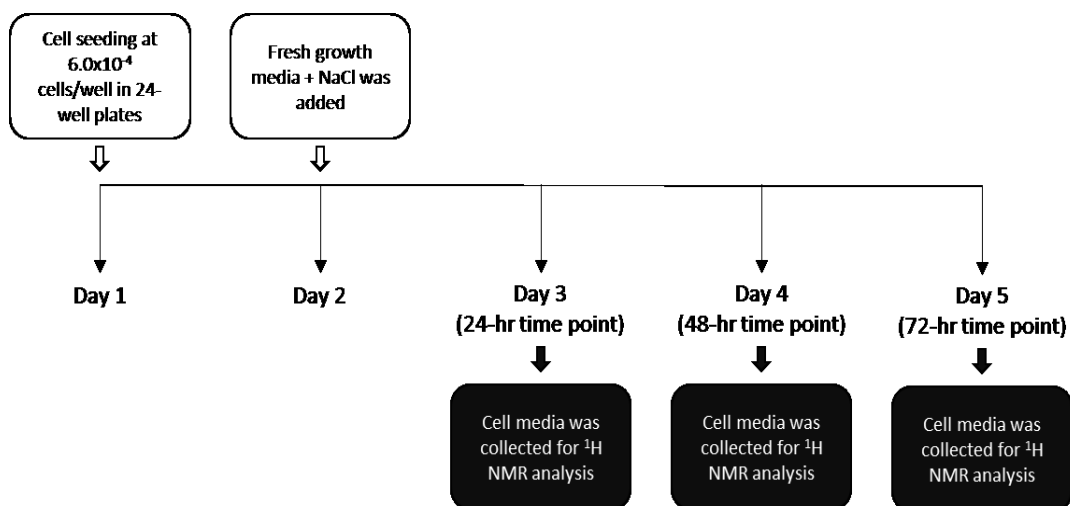 Cell seeding at
6.0x10⁻⁴
cells/well in 24-
well plates
Fresh growth
media + NaCl was
added
Day 1
Day 2
Day 3
(24-hr time point)
Day 4
(48-hr time point)
Day 5
(72-hr time point)
Cell media was
collected for ¹H
NMR analysis
Cell media was
collected for ¹H
NMR analysis
Cell media was
collected for ¹H
NMR analysis